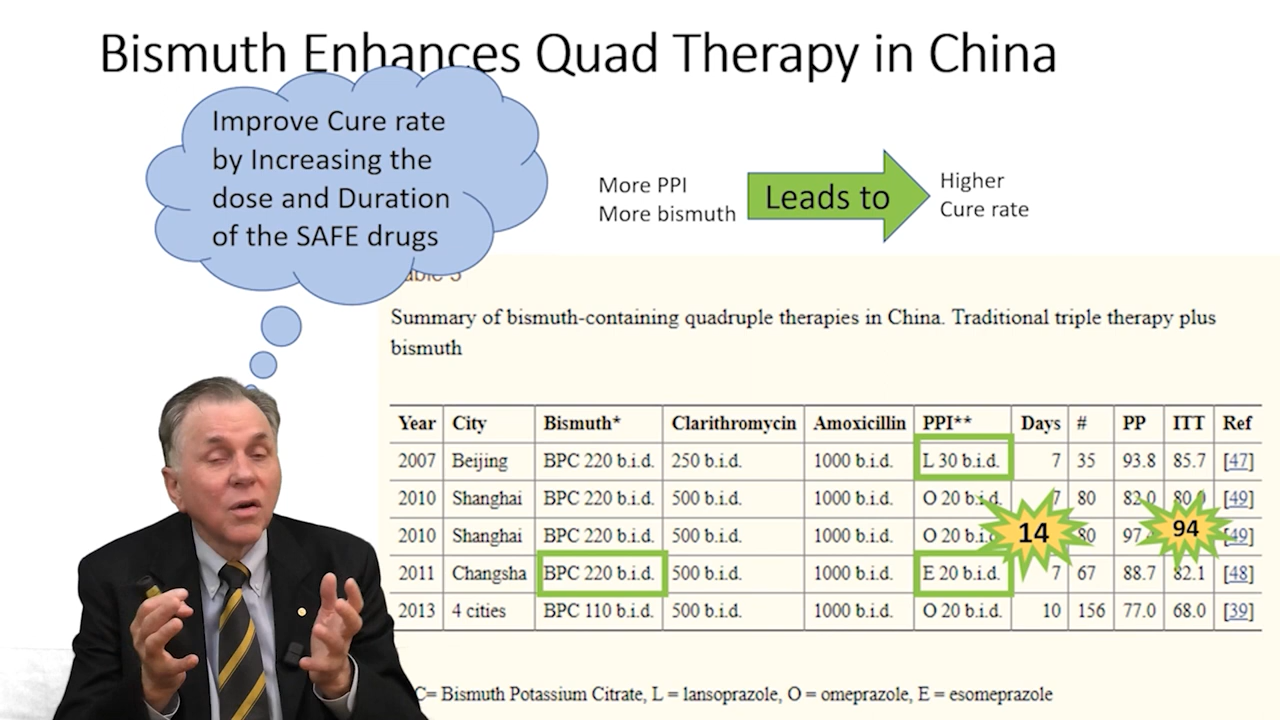 Bismuth Enhances Quad Therapy in China
Improve Cure rate
by Increasing the
dose and Duration
of the SAFE drugs
More PPI
More bismuth
Leads to
Higher
Cure rate
Summary of bismuth-containing quadruple therapies in China. Traditional triple therapy plus
bismuth
Year City Bismuth* Clarithromycin Amoxicillin PPI** Days # PP ITT Ref
2007 Beijing BPC 220 b.i.d. 250 b.i.d. 1000 b.i.d. L 30 b.i.d. 7 35 93.8 85.7 [47]
2010 Shanghai BPC 220 b.i.d. 500 b.i.d. 1000 b.i.d. O 20 b.i.d. 7 80 82.0 80.0 [49]
2010 Shanghai BPC 220 b.i.d. 500 b.i.d. 1000 b.i.d. O 20 14 80 94 [49]
2011 Changsha BPC 220 b.i.d. 500 b.i.d. 1000 b.i.d. E 20 b.i.d. 7 67 88.7 82.1 [48]
2013 4 cities BPC 110 b.i.d. 500 b.i.d. 1000 b.i.d. O 20 b.i.d. 10 156 77.0 68.0 [39]
C= Bismuth Potassium Citrate, L = lansoprazole, O = omeprazole, E = esomeprazole